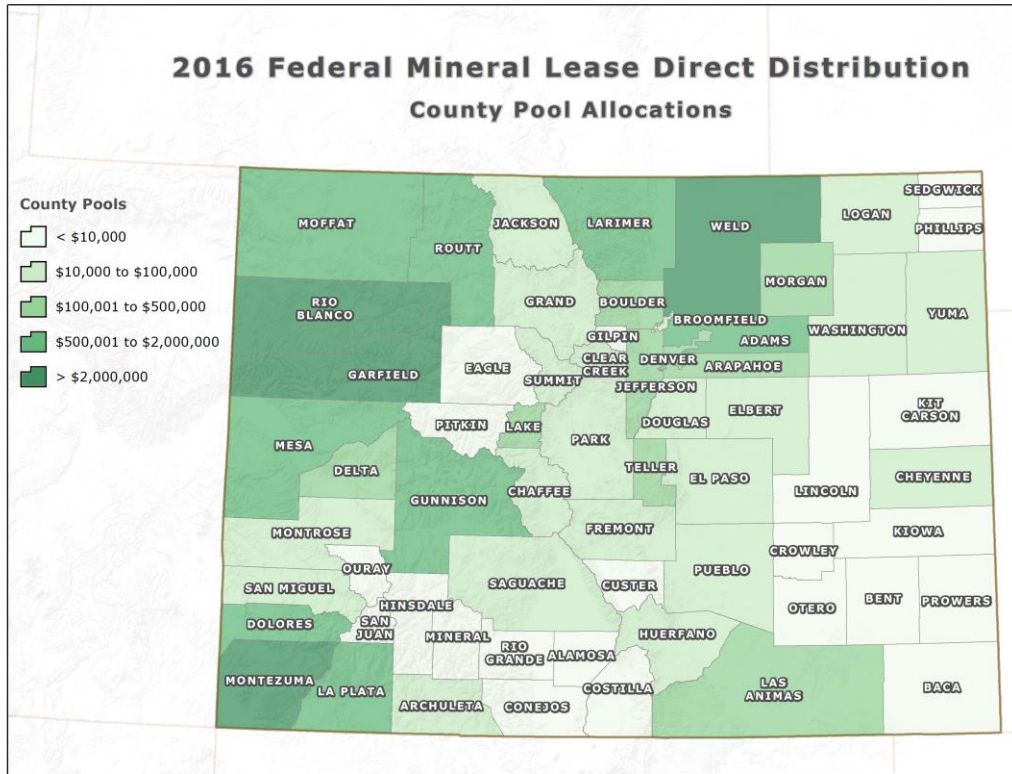 2016 Federal Mineral Lease Direct Distribution
County Pool Allocations
County Pools
< $10,000
$10,000 to $100,000
$100,001 to $500,000
$500,001 to $2,000,000
> $2,000,000
MOFFAT
ROUTT
JACKSON
LARIMER
WELD
LOGAN
SEDGWICK
PHILLIPS
MORGAN
RIO
BLANCO
GRAND
BOULDER
BROOMFIELD
GILPIN
ADAMS
WASHINGTON
YUMA
GARFIELD
EAGLE
SUMMIT
CLEAR
CREEK
DENVER
ARAPAHOE
JEFFERSON
PITKIN
LAKE
PARK
DOUGLAS
ELBERT
KIT
CARSON
MESA
DELTA
GUNNISON
CHAFFEE
TELLER
EL PASO
LINCOLN
CHEYENNE
MONTROSE
FREMONT
KIOWA
OURAY
CROWLEY
SAN MIGUEL
SAGUACHE
CUSTER
PUEBLO
OTERO
BENT
PROWERS
HINSDALE
DOLORES
SAN
JUAN
MINERAL
RIO
GRANDE
ALAMOSA
HUERFANO
MONTEZUMA
LA PLATA
ARCHULETA
CONEJOS
COSTILLA
LAS
ANIMAS
BACA